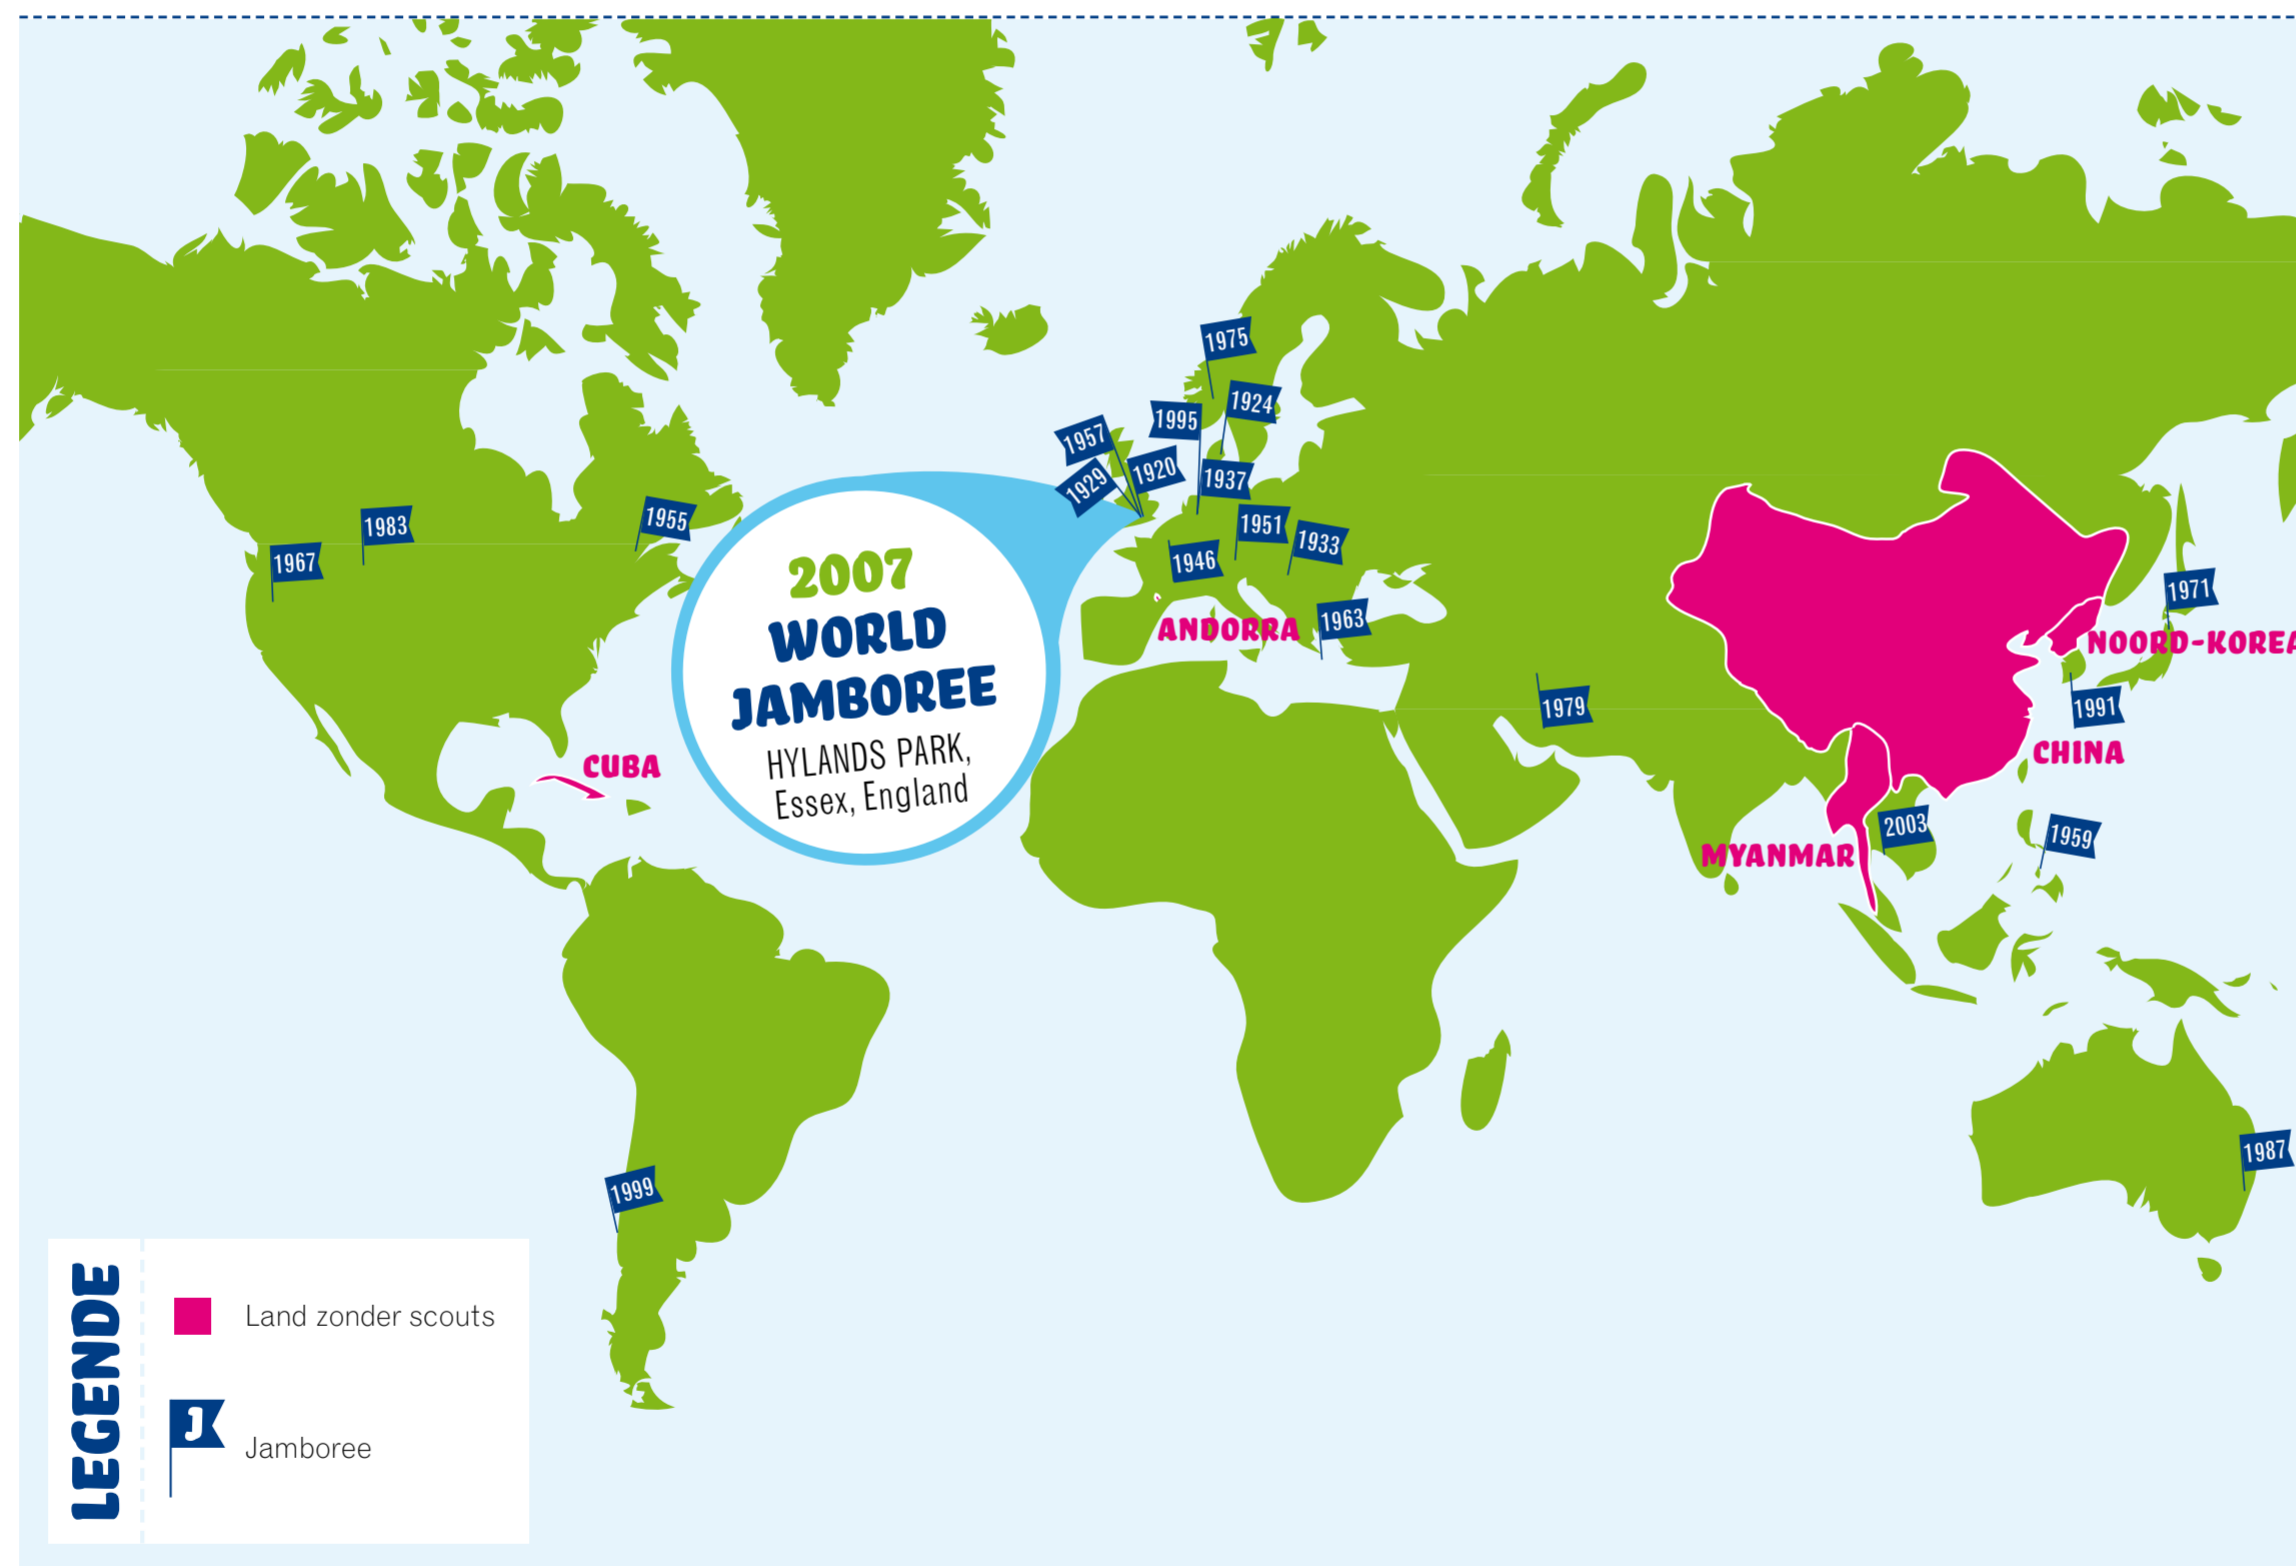 1975
1924
1995
1957
1920
1929
1937
1955
1983
1951
1933
1967
1946
2007
WORLD
JAMBOREE
HYLANDS PARK,
Essex, England
ANDORRA
1963
1971
NOORD-KOREA
1979
1991
CHINA
CUBA
2003
1959
MYANMAR
1987
1999
LEGENDE
Land zonder scouts
J
Jamboree